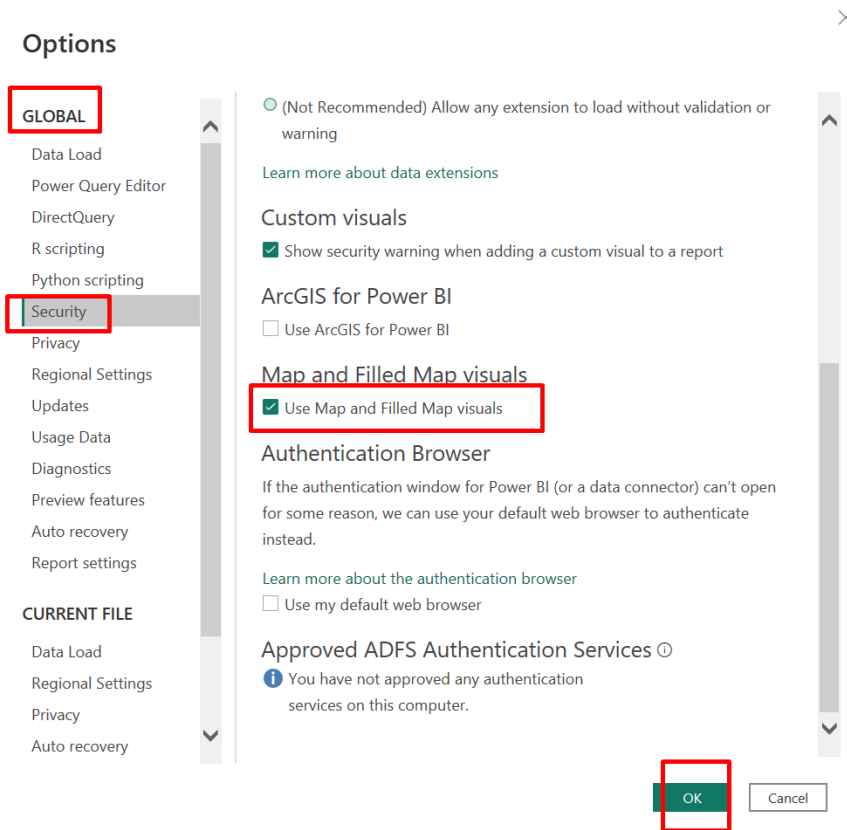 Options
GLOBAL
Data Load
Power Query Editor
DirectQuery
R scripting
Python scripting
Security
Privacy
Regional Settings
Updates
Usage Data
Diagnostics
Preview features
Auto recovery
Report settings
CURRENT FILE
Data Load
Regional Settings
Privacy
Auto recovery
(Not Recommended) Allow any extension to load without validation or
warning
Learn more about data extensions
Custom visuals
Show security warning when adding a custom visual to a report
ArcGIS for Power BI
Use ArcGIS for Power BI
Map and Filled Map visuals
Use Map and Filled Map visuals
Authentication Browser
If the authentication window for Power BI (or a data connector) can't open
for some reason, we can use your default web browser to authenticate
instead.
Learn more about the authentication browser
Use my default web browser
Approved ADFS Authentication Services
You have not approved any authentication
services on this computer.
OK
Cancel